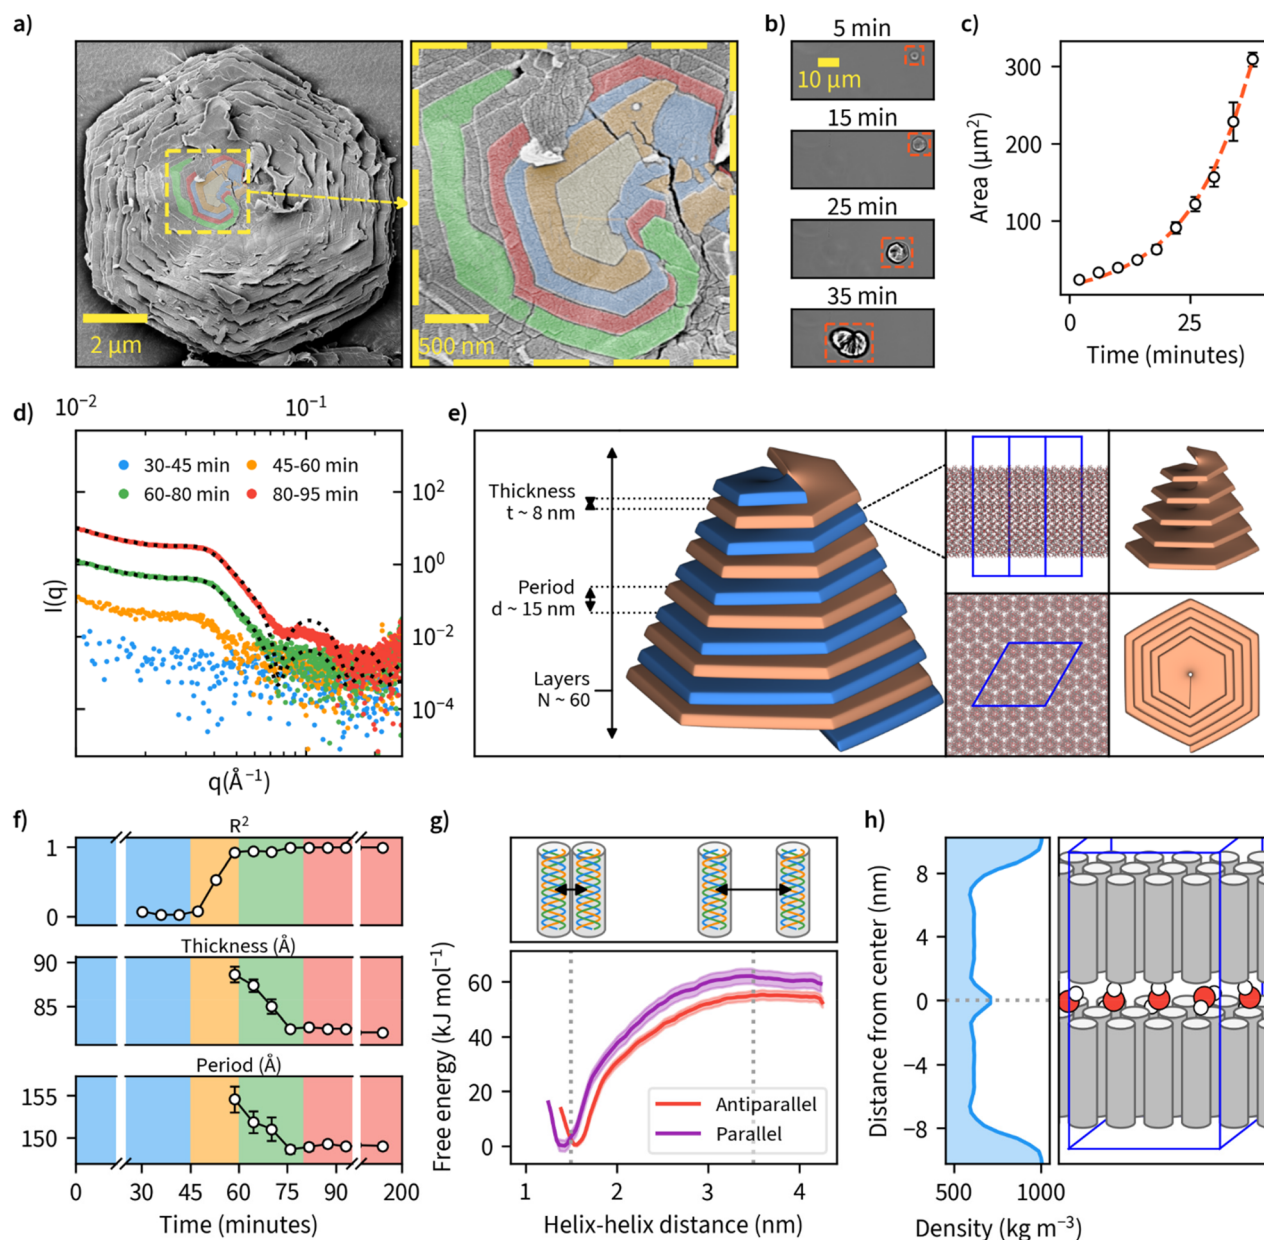 a)
2 μm
500 nm
b)
5 min
10 μm
15 min
25 min
35 min
c)
300
200
100
Area (μm²)
0
25
Time (minutes)
d)
10⁻²
10⁻¹
30-45 min
45-60 min
60-80 min
80-95 min
10²
10⁰
10⁻²
10⁻⁴
I(q)
q(Å⁻¹)
e)
Thickness
t ~ 8 nm
Period
d ~ 15 nm
Layers
N ~ 60
f)
R²
1
0
Thickness (Å)
90
85
Period (Å)
155
150
0
30
45
60
75
90
200
Time (minutes)
g)
Free energy (kJ mol⁻¹)
60
40
20
0
Antiparallel
Parallel
1
2
3
4
Helix-helix distance (nm)
h)
Distance from center (nm)
8
4
0
−4
−8
500
1000
Density (kg m⁻³)